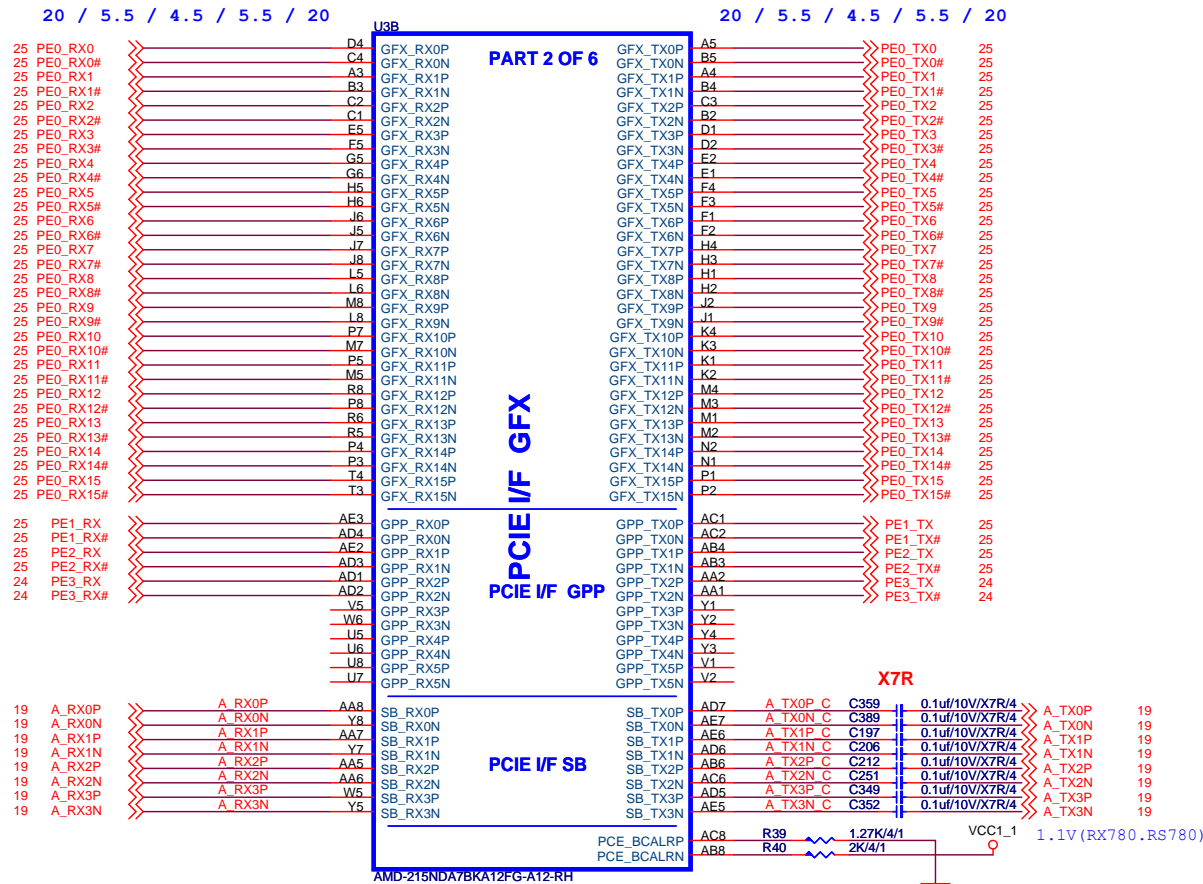 20 / 5.5 / 4.5 / 5.5 / 20 20 / 5.5 / 4.5 / 5.5 / 20
U3B
PART 2 OF 6
25 PE0_RX0 D4 GFX_RX0P GFX_TX0P A5 PE0_TX0 25
25 PE0_RX0# C4 GFX_RX0N GFX_TX0N B5 PE0_TX0# 25
25 PE0_RX1 A3 GFX_RX1P GFX_TX1P A4 PE0_TX1 25
25 PE0_RX1# B3 GFX_RX1N GFX_TX1N B4 PE0_TX1# 25
25 PE0_RX2 C2 GFX_RX2P GFX_TX2P C3 PE0_TX2 25
25 PE0_RX2# C1 GFX_RX2N GFX_TX2N B2 PE0_TX2# 25
25 PE0_RX3 E5 GFX_RX3P GFX_TX3P D1 PE0_TX3 25
25 PE0_RX3# F5 GFX_RX3N GFX_TX3N D2 PE0_TX3# 25
25 PE0_RX4 G5 GFX_RX4P GFX_TX4P E2 PE0_TX4 25
25 PE0_RX4# G6 GFX_RX4N GFX_TX4N E1 PE0_TX4# 25
25 PE0_RX5 H5 GFX_RX5P GFX_TX5P F4 PE0_TX5 25
25 PE0_RX5# H6 GFX_RX5N GFX_TX5N F3 PE0_TX5# 25
25 PE0_RX6 J6 GFX_RX6P GFX_TX6P F1 PE0_TX6 25
25 PE0_RX6# J5 GFX_RX6N GFX_TX6N F2 PE0_TX6# 25
25 PE0_RX7 J7 GFX_RX7P GFX_TX7P H4 PE0_TX7 25
25 PE0_RX7# J8 GFX_RX7N GFX_TX7N H3 PE0_TX7# 25
25 PE0_RX8 L5 GFX_RX8P GFX_TX8P H1 PE0_TX8 25
25 PE0_RX8# L6 GFX_RX8N GFX_TX8N H2 PE0_TX8# 25
25 PE0_RX9 M8 GFX_RX9P GFX_TX9P J2 PE0_TX9 25
25 PE0_RX9# L8 GFX_RX9N GFX_TX9N J1 PE0_TX9# 25
25 PE0_RX10 P7 GFX_RX10P GFX_TX10P K4 PE0_TX10 25
25 PE0_RX10# M7 GFX_RX10N GFX_TX10N K3 PE0_TX10# 25
25 PE0_RX11 P5 GFX_RX11P GFX_TX11P K1 PE0_TX11 25
25 PE0_RX11# M5 GFX_RX11N GFX_TX11N K2 PE0_TX11# 25
25 PE0_RX12 R8 GFX_RX12P GFX_TX12P M4 PE0_TX12 25
25 PE0_RX12# P8 GFX_RX12N GFX_TX12N M3 PE0_TX12# 25
25 PE0_RX13 R6 GFX_RX13P GFX_TX13P M1 PE0_TX13 25
25 PE0_RX13# R5 GFX_RX13N GFX_TX13N M2 PE0_TX13# 25
25 PE0_RX14 P4 GFX_RX14P GFX_TX14P N2 PE0_TX14 25
25 PE0_RX14# P3 GFX_RX14N GFX_TX14N N1 PE0_TX14# 25
25 PE0_RX15 T4 GFX_RX15P GFX_TX15P P1 PE0_TX15 25
25 PE0_RX15# T3 GFX_RX15N GFX_TX15N P2 PE0_TX15# 25
PCIE I/F GFX
25 PE1_RX AE3 GPP_RX0P GPP_TX0P AC1 PE1_TX 25
25 PE1_RX# AD4 GPP_RX0N GPP_TX0N AC2 PE1_TX# 25
25 PE2_RX AE2 GPP_RX1P GPP_TX1P AB4 PE2_TX 25
25 PE2_RX# AD3 GPP_RX1N GPP_TX1N AB3 PE2_TX# 25
24 PE3_RX AD1 GPP_RX2P GPP_TX2P AA2 PE3_TX 24
24 PE3_RX# AD2 GPP_RX2N PCIE I/F GPP GPP_TX2N AA1 PE3_TX# 24
V5 GPP_RX3P GPP_TX3P Y1
W6 GPP_RX3N GPP_TX3N Y2
U5 GPP_RX4P GPP_TX4P Y4
U6 GPP_RX4N GPP_TX4N Y3
U8 GPP_RX5P GPP_TX5P V1
U7 GPP_RX5N GPP_TX5N V2
X7R
19 A_RX0P A_RX0P AA8 SB_RX0P SB_TX0P AD7 A_TX0P_C C359 0.1uf/10V/X7R/4 A_TX0P 19
19 A_RX0N A_RX0N Y8 SB_RX0N SB_TX0N AE7 A_TX0N_C C389 0.1uf/10V/X7R/4 A_TX0N 19
19 A_RX1P A_RX1P AA7 SB_RX1P SB_TX1P AE6 A_TX1P_C C197 0.1uf/10V/X7R/4 A_TX1P 19
19 A_RX1N A_RX1N Y7 SB_RX1N SB_TX1N AD6 A_TX1N_C C206 0.1uf/10V/X7R/4 A_TX1N 19
19 A_RX2P A_RX2P AA5 SB_RX2P PCIE I/F SB SB_TX2P AB6 A_TX2P_C C212 0.1uf/10V/X7R/4 A_TX2P 19
19 A_RX2N A_RX2N AA6 SB_RX2N SB_TX2N AC6 A_TX2N_C C251 0.1uf/10V/X7R/4 A_TX2N 19
19 A_RX3P A_RX3P W5 SB_RX3P SB_TX3P AD5 A_TX3P_C C349 0.1uf/10V/X7R/4 A_TX3P 19
19 A_RX3N A_RX3N Y5 SB_RX3N SB_TX3N AE5 A_TX3N_C C352 0.1uf/10V/X7R/4 A_TX3N 19
PCE_BCALRP AC8 R39 1.27K/4/1 VCC1_1 1.1V(RX780.RS780)
PCE_BCALRN AB8 R40 2K/4/1
AMD-215NDA7BKA12FG-A12-RH